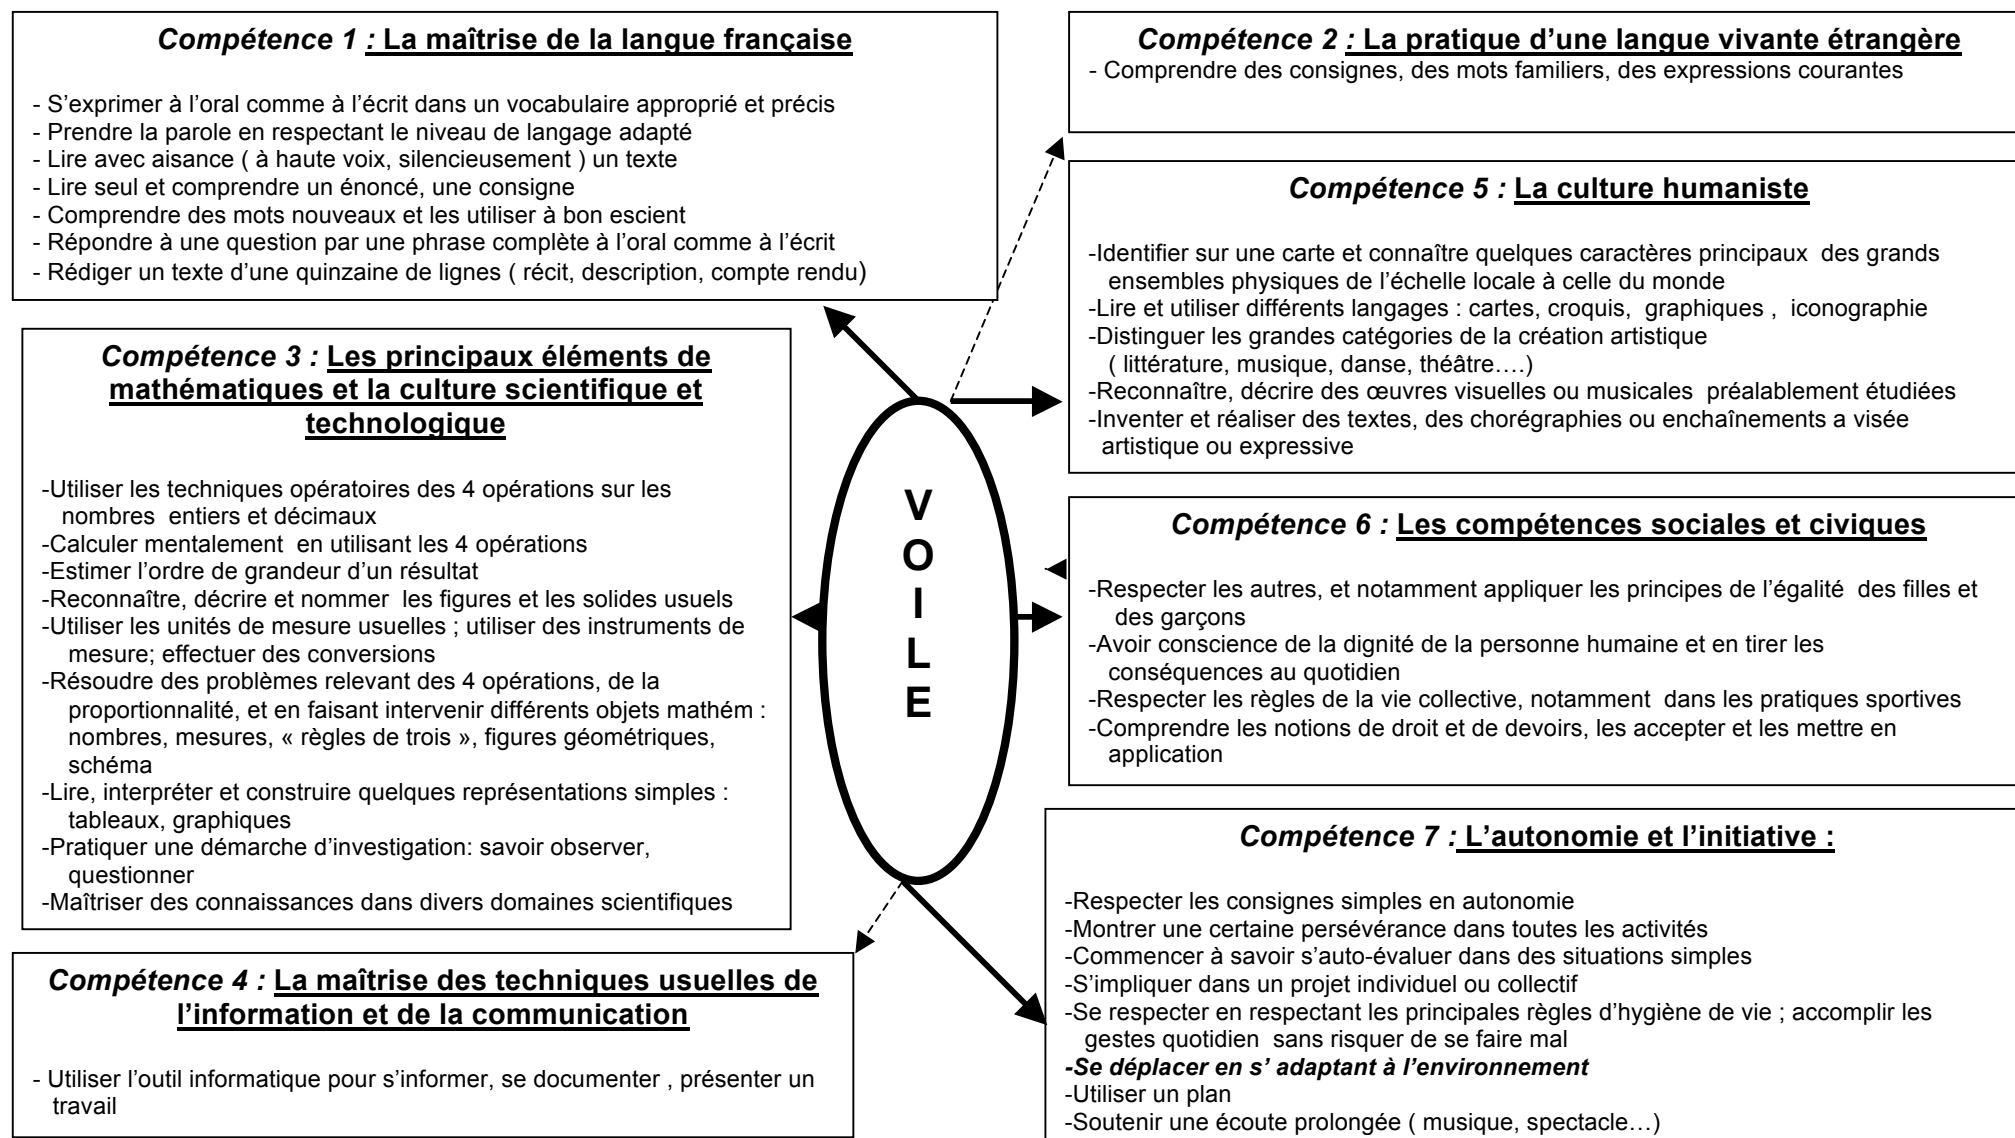 Compétence 1 : La maîtrise de la langue française
- S’exprimer à l’oral comme à l’écrit dans un vocabulaire approprié et précis
- Prendre la parole en respectant le niveau de langage adapté
- Lire avec aisance ( à haute voix, silencieusement ) un texte
- Lire seul et comprendre un énoncé, une consigne
- Comprendre des mots nouveaux et les utiliser à bon escient
- Répondre à une question par une phrase complète à l’oral comme à l’écrit
- Rédiger un texte d’une quinzaine de lignes ( récit, description, compte rendu)
Compétence 2 : La pratique d’une langue vivante étrangère
- Comprendre des consignes, des mots familiers, des expressions courantes
Compétence 3 : Les principaux éléments de
mathématiques et la culture scientifique et
technologique
-Utiliser les techniques opératoires des 4 opérations sur les
nombres entiers et décimaux
-Calculer mentalement en utilisant les 4 opérations
-Estimer l’ordre de grandeur d’un résultat
-Reconnaître, décrire et nommer les figures et les solides usuels
-Utiliser les unités de mesure usuelles ; utiliser des instruments de
mesure; effectuer des conversions
-Résoudre des problèmes relevant des 4 opérations, de la
proportionnalité, et en faisant intervenir différents objets mathém :
nombres, mesures, « règles de trois », figures géométriques,
schéma
-Lire, interpréter et construire quelques représentations simples :
tableaux, graphiques
-Pratiquer une démarche d’investigation: savoir observer,
questionner
-Maîtriser des connaissances dans divers domaines scientifiques
Compétence 4 : La maîtrise des techniques usuelles de
l’information et de la communication
- Utiliser l’outil informatique pour s’informer, se documenter , présenter un
travail
V
O
I
L
E
Compétence 5 : La culture humaniste
-Identifier sur une carte et connaître quelques caractères principaux des grands
ensembles physiques de l’échelle locale à celle du monde
-Lire et utiliser différents langages : cartes, croquis, graphiques , iconographie
-Distinguer les grandes catégories de la création artistique
( littérature, musique, danse, théâtre….)
-Reconnaître, décrire des œuvres visuelles ou musicales préalablement étudiées
-Inventer et réaliser des textes, des chorégraphies ou enchaînements a visée
artistique ou expressive
Compétence 6 : Les compétences sociales et civiques
-Respecter les autres, et notamment appliquer les principes de l’égalité des filles et
des garçons
-Avoir conscience de la dignité de la personne humaine et en tirer les
conséquences au quotidien
-Respecter les règles de la vie collective, notamment dans les pratiques sportives
-Comprendre les notions de droit et de devoirs, les accepter et les mettre en
application
Compétence 7 : L’autonomie et l’initiative :
-Respecter les consignes simples en autonomie
-Montrer une certaine persévérance dans toutes les activités
-Commencer à savoir s’auto-évaluer dans des situations simples
-S’impliquer dans un projet individuel ou collectif
-Se respecter en respectant les principales règles d’hygiène de vie ; accomplir les
gestes quotidien sans risquer de se faire mal
-Se déplacer en s’ adaptant à l’environnement
-Utiliser un plan
-Soutenir une écoute prolongée ( musique, spectacle…)